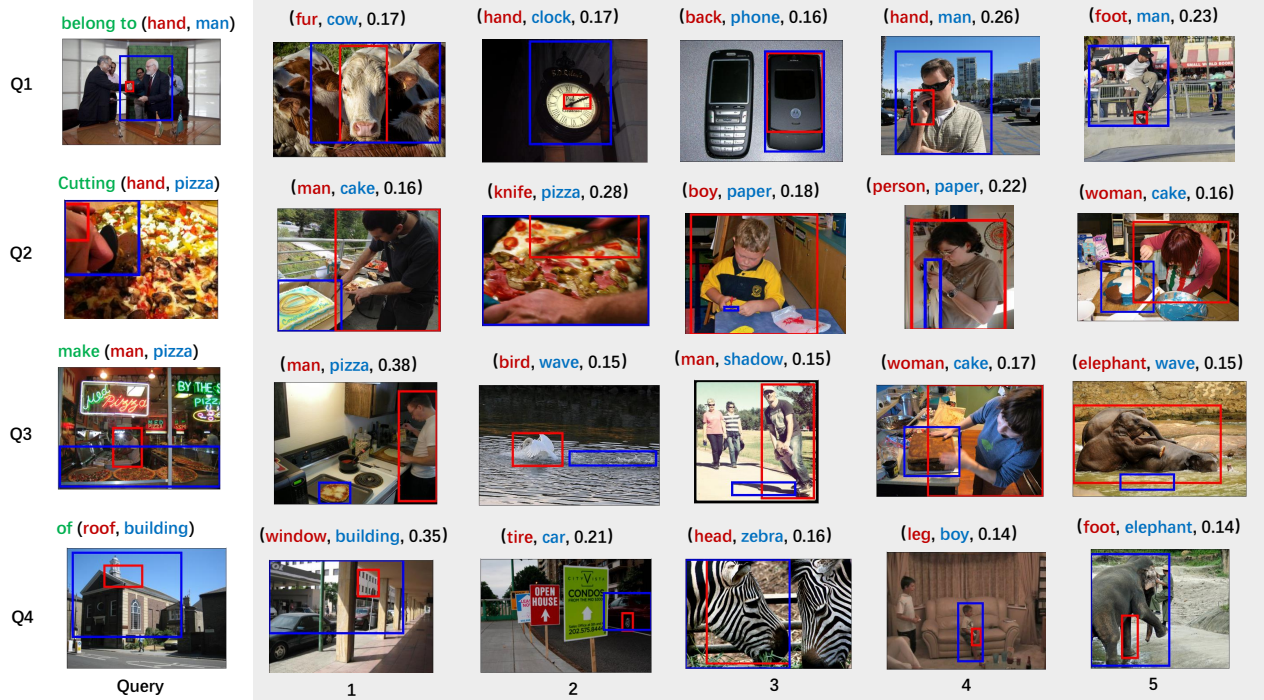 belong to (hand, man)
(fur, cow, 0.17)
(hand, clock, 0.17)
(back, phone, 0.16)
(hand, man, 0.26)
(foot, man, 0.23)
Q1
Cutting (hand, pizza)
(man, cake, 0.16)
(knife, pizza, 0.28)
(boy, paper, 0.18)
(person, paper, 0.22)
(woman, cake, 0.16)
Q2
make (man, pizza)
(man, pizza, 0.38)
(bird, wave, 0.15)
(man, shadow, 0.15)
(woman, cake, 0.17)
(elephant, wave, 0.15)
Q3
Med
Pizza
BY THE S
of (roof, building)
(window, building, 0.35)
(tire, car, 0.21)
(head, zebra, 0.16)
(leg, boy, 0.14)
(foot, elephant, 0.14)
Q4
OPEN
HOUSE
CITY
CONDOS
202.575.8444
Query
1
2
3
4
5